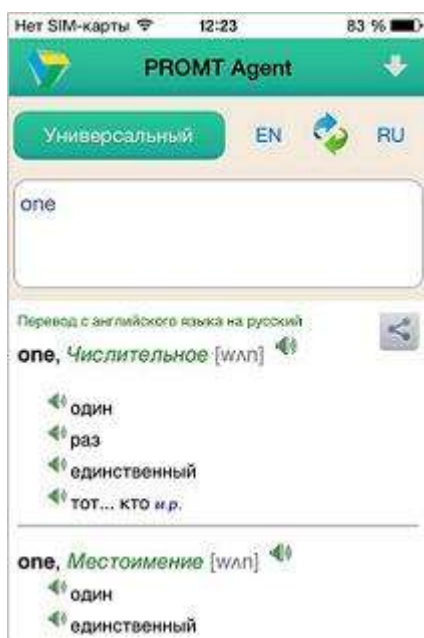 Нет SIM-карты 12:23 83 %
PROMT Agent
Универсальный EN RU
one
Перевод с английского языка на русский
one, Числительное [wʌn]
один
раз
единственный
тот... кто м.р.
one, Местоимение [wʌn]
один
единственный